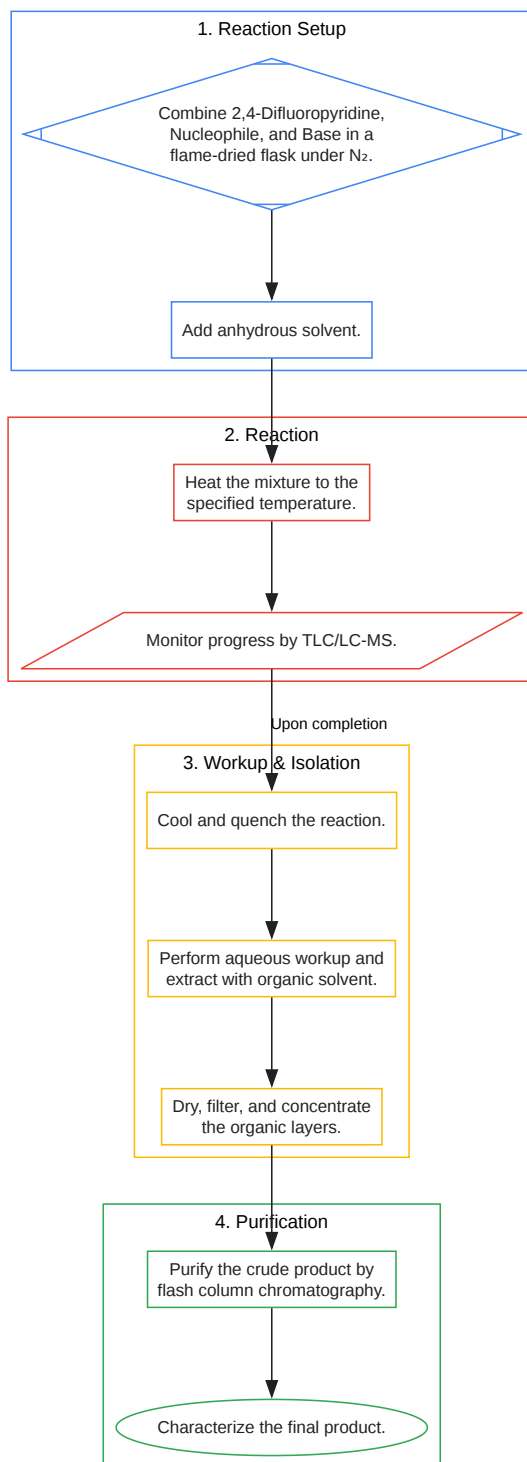 1. Reaction Setup
Combine 2,4-Difluoropyridine,
Nucleophile, and Base in a
flame-dried flask under N₂.
Add anhydrous solvent.
2. Reaction
Heat the mixture to the
specified temperature.
Monitor progress by TLC/LC-MS.
Upon completion
3. Workup & Isolation
Cool and quench the reaction.
Perform aqueous workup and
extract with organic solvent.
Dry, filter, and concentrate
the organic layers.
4. Purification
Purify the crude product by
flash column chromatography.
Characterize the final product.